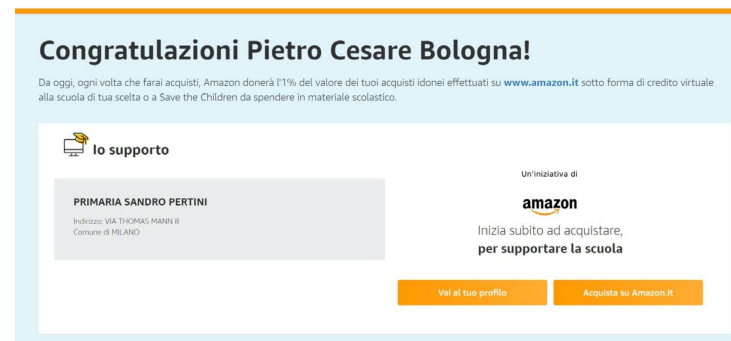 Congratulazioni Pietro Cesare Bologna!
Da oggi, ogni volta che farai acquisti, Amazon donerà l'1% del valore dei tuoi acquisti idonei effettuati su www.amazon.it sotto forma di credito virtuale
alla scuola di tua scelta o a Save the Children da spendere in materiale scolastico.
Io supporto
PRIMARIA SANDRO PERTINI
Indirizzo: VIA THOMAS MANN 8
Comune di MILANO
Un'iniziativa di
amazon
Inizia subito ad acquistare,
per supportare la scuola
Vai al tuo profilo
Acquista su Amazon.it